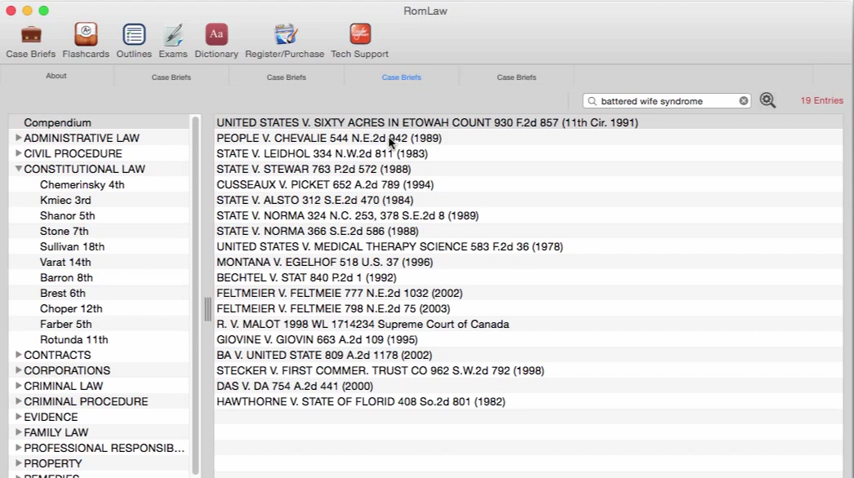 RomLaw
Case Briefs Flashcards Outlines Exams Dictionary Register/Purchase Tech Support
About Case Briefs Case Briefs Case Briefs Case Briefs
battered wife syndrome 19 Entries
Compendium
ADMINISTRATIVE LAW
CIVIL PROCEDURE
CONSTITUTIONAL LAW
Chemerinsky 4th
Kmiec 3rd
Shanor 5th
Stone 7th
Sullivan 18th
Varat 14th
Barron 8th
Brest 6th
Choper 12th
Farber 5th
Rotunda 11th
CONTRACTS
CORPORATIONS
CRIMINAL LAW
CRIMINAL PROCEDURE
EVIDENCE
FAMILY LAW
PROFESSIONAL RESPONSIB...
PROPERTY
REMEDIES
UNITED STATES V. SIXTY ACRES IN ETOWAH COUNT 930 F.2d 857 (11th Cir. 1991)
PEOPLE V. CHEVALIE 544 N.E.2d 942 (1989)
STATE V. LEIDHOL 334 N.W.2d 811 (1983)
STATE V. STEWAR 763 P.2d 572 (1988)
CUSSEAUX V. PICKET 652 A.2d 789 (1994)
STATE V. ALSTO 312 S.E.2d 470 (1984)
STATE V. NORMA 324 N.C. 253, 378 S.E.2d 8 (1989)
STATE V. NORMA 366 S.E.2d 586 (1988)
UNITED STATES V. MEDICAL THERAPY SCIENCE 583 F.2d 36 (1978)
MONTANA V. EGELHOF 518 U.S. 37 (1996)
BECHTEL V. STAT 840 P.2d 1 (1992)
FELTMEIER V. FELTMEIE 777 N.E.2d 1032 (2002)
FELTMEIER V. FELTMEIE 798 N.E.2d 75 (2003)
R. V. MALOT 1998 WL 1714234 Supreme Court of Canada
GIOVINE V. GIOVIN 663 A.2d 109 (1995)
BA V. UNITED STATE 809 A.2d 1178 (2002)
STECKER V. FIRST COMMER. TRUST CO 962 S.W.2d 792 (1998)
DAS V. DA 754 A.2d 441 (2000)
HAWTHORNE V. STATE OF FLORID 408 So.2d 801 (1982)